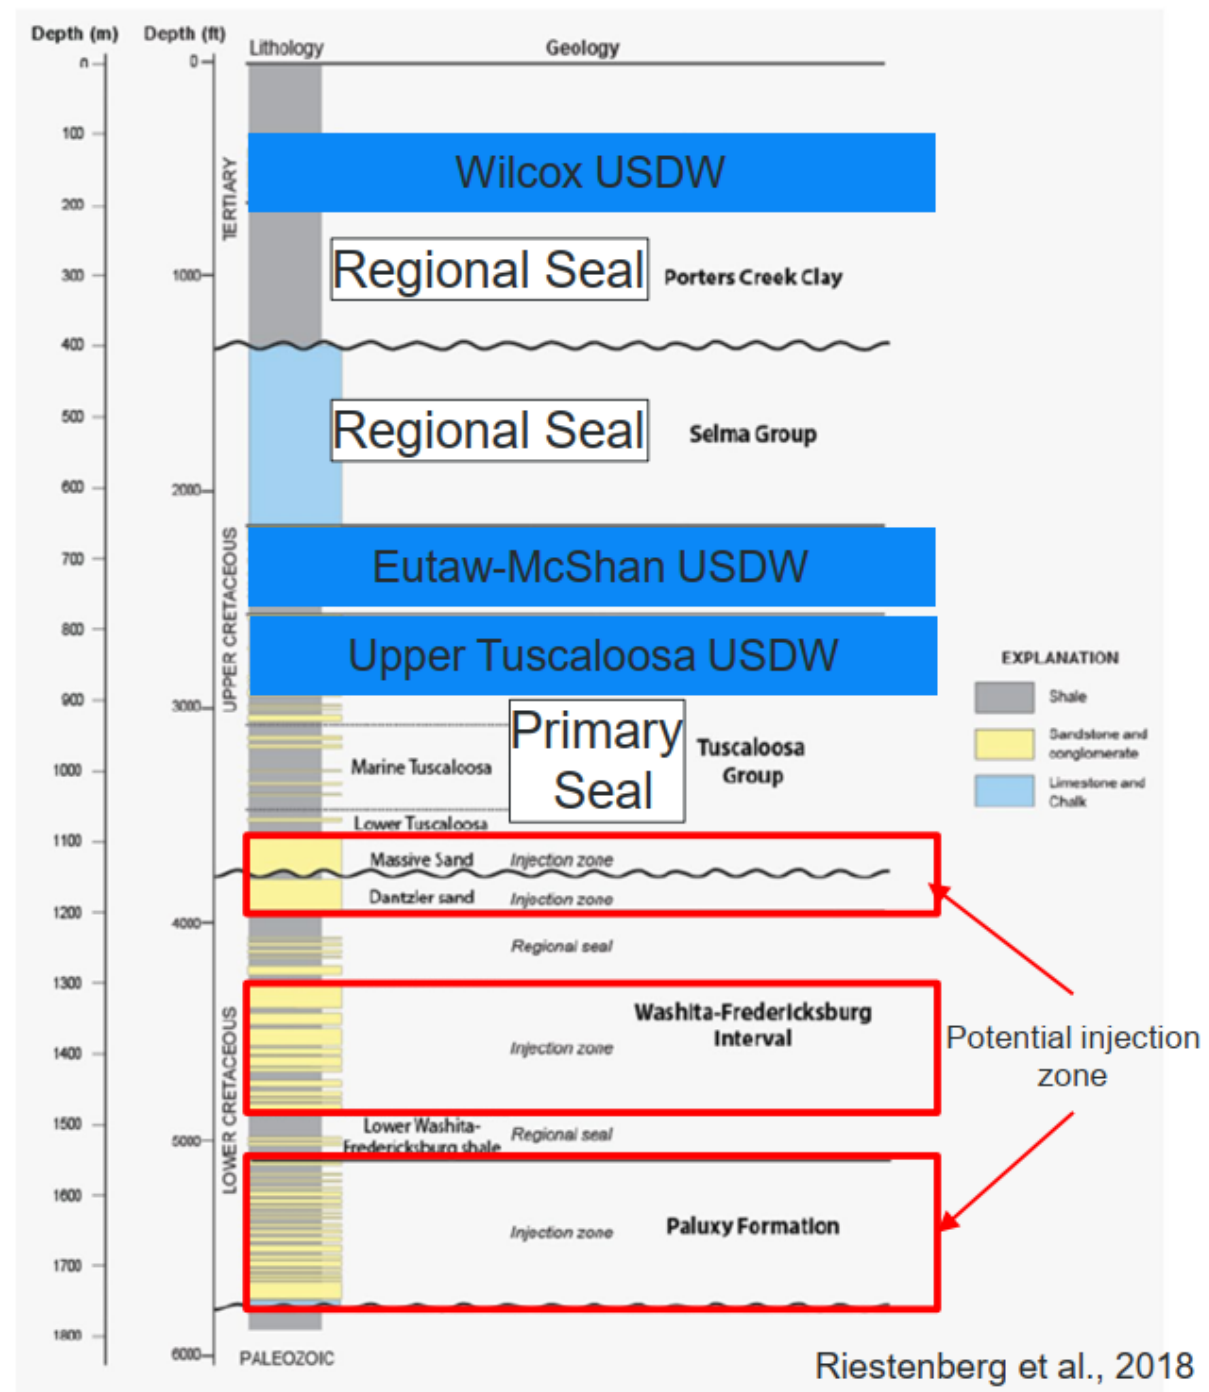 Depth (m)
Depth (ft)
Lithology
Geology
0
0
100
200
300
400
500
600
700
800
900
1000
1100
1200
1300
1400
1500
1600
1700
1800
1000
2000
3000
4000
5000
6000
TERTIARY
UPPER CRETACEOUS
LOWER CRETACEOUS
PALEOZOIC
Wilcox USDW
Regional Seal
Porters Creek Clay
Regional Seal
Selma Group
Eutaw-McShan USDW
Upper Tuscaloosa USDW
Primary
Seal
Tuscaloosa
Group
Marine Tuscaloosa
Lower Tuscaloosa
Massive Sand
Injection zone
Dantzler sand
Injection zone
Regional seal
Washita-Fredericksburg
Interval
Injection zone
Lower Washita-
Fredericksburg shale
Regional seal
Injection zone
Paluxy Formation
EXPLANATION
Shale
Sandstone and
conglomerate
Limestone and
Chalk
Potential injection
zone
Riestenberg et al., 2018